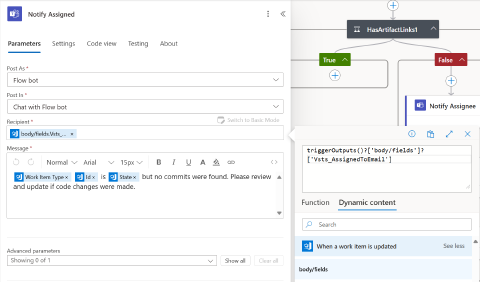 Notify Assigned
Parameters
Settings
Code view
Testing
About
Post As *
Flow bot
Post In *
Chat with Flow bot
Switch to Basic Mode
Recipient *
body/fields.Vsts_... ×
Message *
Normal
Arial
15px
B
I
U
A
Work Item Type × Id × is State × but no commits were found. Please review
and update if code changes were made.
Advanced parameters
Showing 0 of 1
Show all
Clear all
HasArtifactLinks1
True
False
Notify Assignee
triggerOutputs()?['body/fields']?
['Vsts_AssignedToEmail']
Function
Dynamic content
Search
When a work item is updated
See less
body/fields